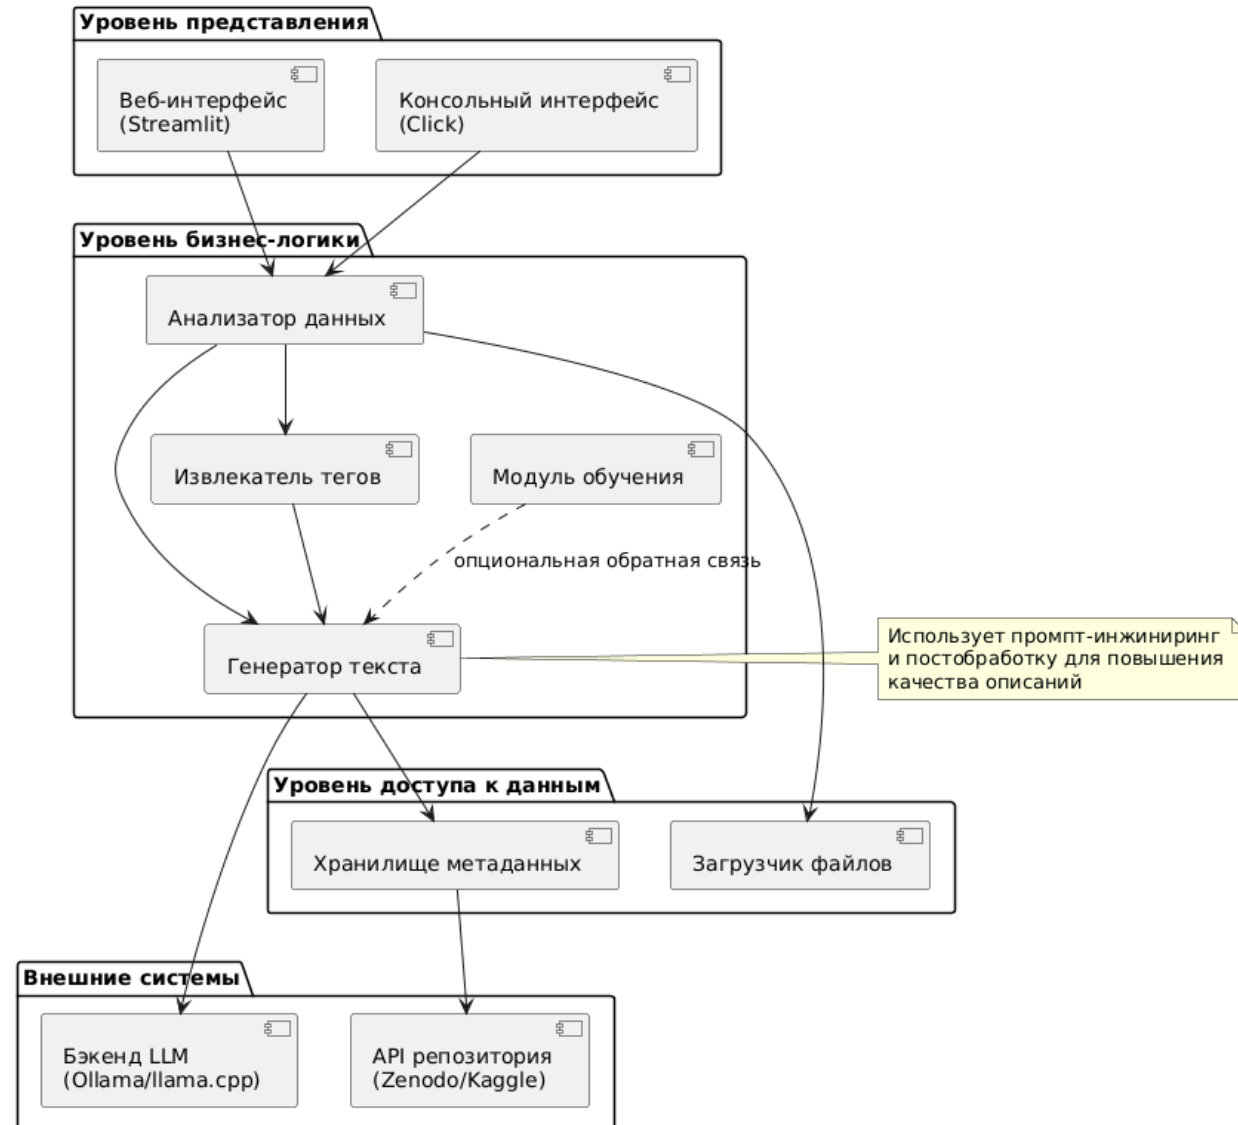 Уровень представления
Веб-интерфейс
(Streamlit)
Консольный интерфейс
(Click)
Уровень бизнес-логики
Анализатор данных
Извлекатель тегов
Модуль обучения
опциональная обратная связь
Генератор текста
Использует промпт-инжиниринг
и постобработку для повышения
качества описаний
Уровень доступа к данным
Хранилище метаданных
Загрузчик файлов
Внешние системы
Бэкенд LLM
(Ollama/llama.cpp)
API репозитория
(Zenodo/Kaggle)